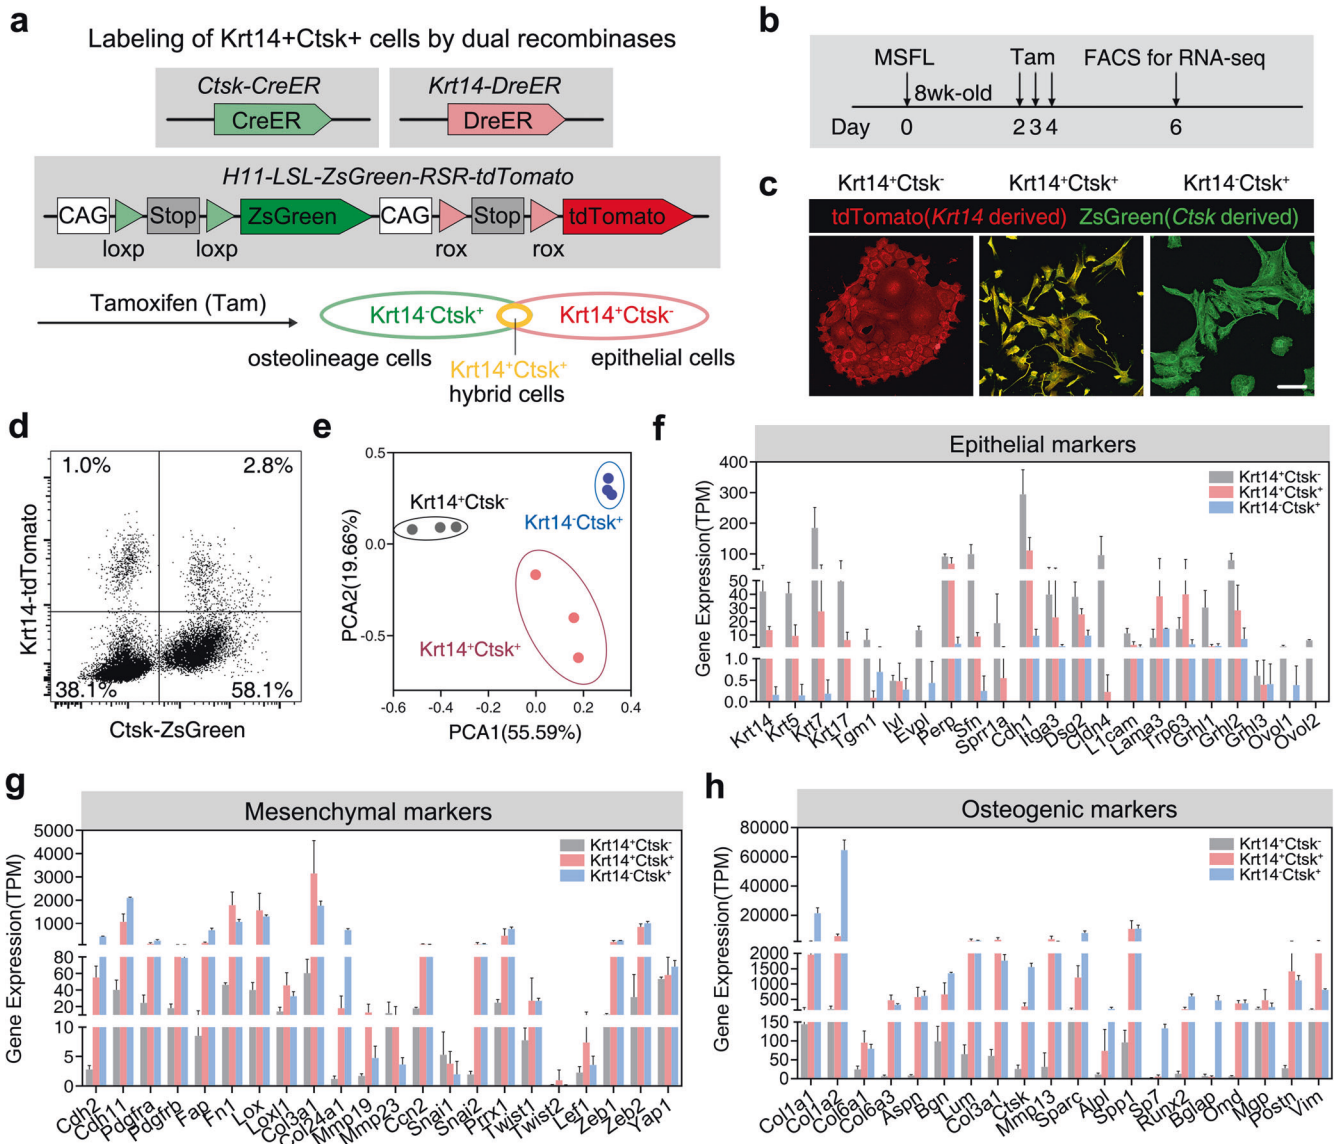 a
Labeling of Krt14+Ctsk+ cells by dual recombinases
Ctsk-CreER
CreER
Krt14-DreER
DreER
H11-LSL-ZsGreen-RSR-tdTomato
CAG Stop ZsGreen CAG Stop tdTomato
loxp loxp rox rox
Tamoxifen (Tam)
Krt14⁻Ctsk⁺ Krt14⁺Ctsk⁻
osteolineage cells
epithelial cells
Krt14⁺Ctsk⁺
hybrid cells
b
MSFL Tam FACS for RNA-seq
8wk-old
Day 0 2 3 4 6
c
Krt14⁺Ctsk⁻ Krt14⁺Ctsk⁺ Krt14⁻Ctsk⁺
tdTomato(Krt14 derived) ZsGreen(Ctsk derived)
d
1.0% 2.8%
38.1% 58.1%
Krt14-tdTomato
Ctsk-ZsGreen
e
0.5
0.0
-0.5
PCA2(19.66%)
Krt14⁺Ctsk⁻
Krt14⁻Ctsk⁺
Krt14⁺Ctsk⁺
-0.6 -0.4 -0.2 0.0 0.2 0.4
PCA1(55.59%)
f
Epithelial markers
Gene Expression(TPM)
400
300
200
100
50
40
30
20
10
1.0
0.5
0.0
Krt14⁺Ctsk⁻
Krt14⁺Ctsk⁺
Krt14⁻Ctsk⁺
Krt14 Krt5 Krt7 Krt17 Tgm1 Ivl Evpl Perp Sfn Sprr1a Cdh1 Itga3 Dsg2 Cldn4 L1cam Lama3 Trp63 Grhl1 Grhl2 Grhl3 Ovol1 Ovol2
g
Mesenchymal markers
Gene Expression(TPM)
5000
4000
3000
2000
1000
80
60
40
20
10
5
0
Krt14⁺Ctsk⁻
Krt14⁺Ctsk⁺
Krt14⁻Ctsk⁺
Cdh2 Cdh11 Pdgfra Pdgfrb Fap Fn1 Lox Loxl1 Col3a1 Col24a1 Mmp19 Mmp23 Ccn2 Snai1 Snai2 Prrx1 Twist1 Twist2 Lef1 Zeb1 Zeb2 Yap1
h
Osteogenic markers
Gene Expression(TPM)
80000
60000
40000
20000
2000
1500
1000
500
150
100
50
0
Krt14⁺Ctsk⁻
Krt14⁺Ctsk⁺
Krt14⁻Ctsk⁺
Col1a1 Col1a2 Col6a1 Col6a3 Aspn Bgn Lum Col3a1 Ctsk Mmp13 Sparc Alpl Spp1 Sp7 Runx2 Bglap Omd Mgp Postn Vim